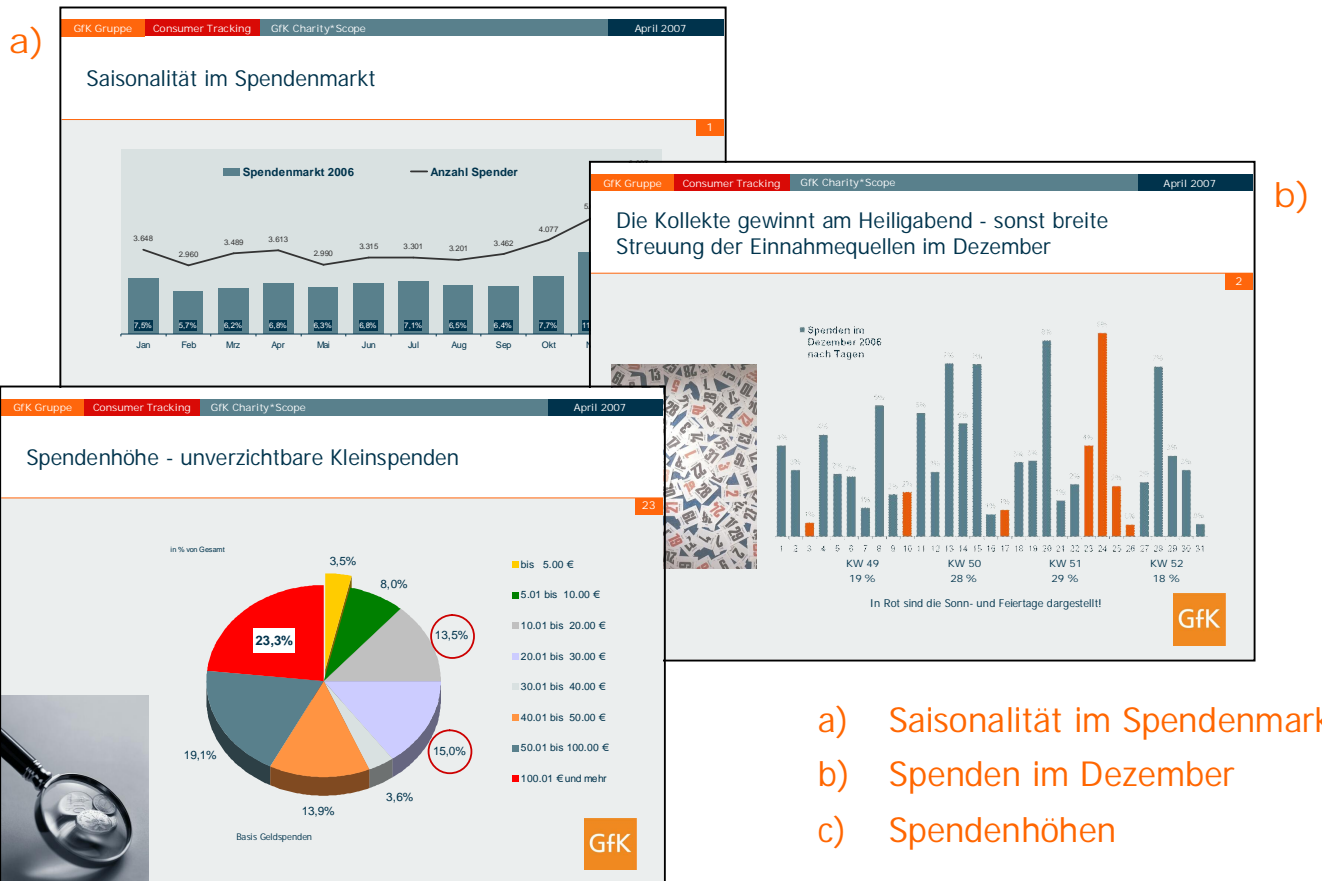 a)
GfK Gruppe Consumer Tracking GfK Charity*Scope April 2007
Saisonalität im Spendenmarkt
1
Spendenmarkt 2006 Anzahl Spender
3.648 2.960 3.489 3.613 2.990 3.315 3.301 3.201 3.462 4.077
7,5% 5,7% 6,2% 6,8% 6,3% 6,8% 7,1% 6,5% 6,4% 7,7%
Jan Feb Mrz Apr Mai Jun Jul Aug Sep Okt
b)
GfK Gruppe Consumer Tracking GfK Charity*Scope April 2007
Die Kollekte gewinnt am Heiligabend - sonst breite
Streuung der Einnahmequellen im Dezember
2
Spenden im
Dezember 2006
nach Tagen
1 2 3 4 5 6 7 8 9 10 11 12 13 14 15 16 17 18 19 20 21 22 23 24 25 26 27 28 29 30 31
KW 49 KW 50 KW 51 KW 52
19 % 28 % 29 % 18 %
In Rot sind die Sonn- und Feiertage dargestellt!
GfK
GfK Gruppe Consumer Tracking GfK Charity*Scope April 2007
Spendenhöhe - unverzichtbare Kleinspenden
23
in % von Gesamt
3,5%
8,0%
13,5%
15,0%
3,6%
13,9%
19,1%
23,3%
bis 5.00 €
5.01 bis 10.00 €
10.01 bis 20.00 €
20.01 bis 30.00 €
30.01 bis 40.00 €
40.01 bis 50.00 €
50.01 bis 100.00 €
100.01 € und mehr
Basis Geldspenden
GfK
a) Saisonalität im Spendenmark
b) Spenden im Dezember
c) Spendenhöhen